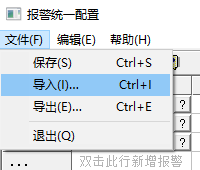 报警统一配置
文件(F) 编辑(E) 帮助(H)
保存(S) Ctrl+S
导入(I)... Ctrl+I
?
导出(E)... Ctrl+E
?
退出(Q)
?
... 双击此行新增报警